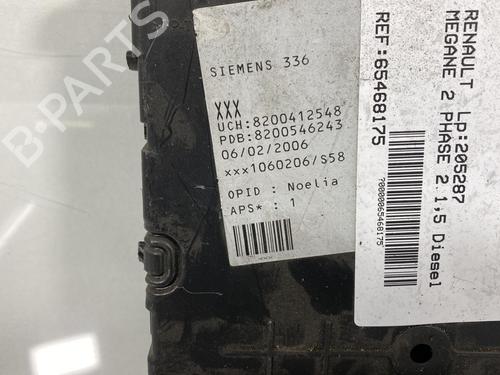 SIEMENS 336
XXX
UCH:8200412548
PDB:8200546243
06/02/2006
xxx1060206/S58
OPID : Noelia
APS* : 1
RENAULT Lp:205287
MEGANE 2 PHASE 2 1,5 Diesel
REF:65468175
?0000065468175
B-PARTS